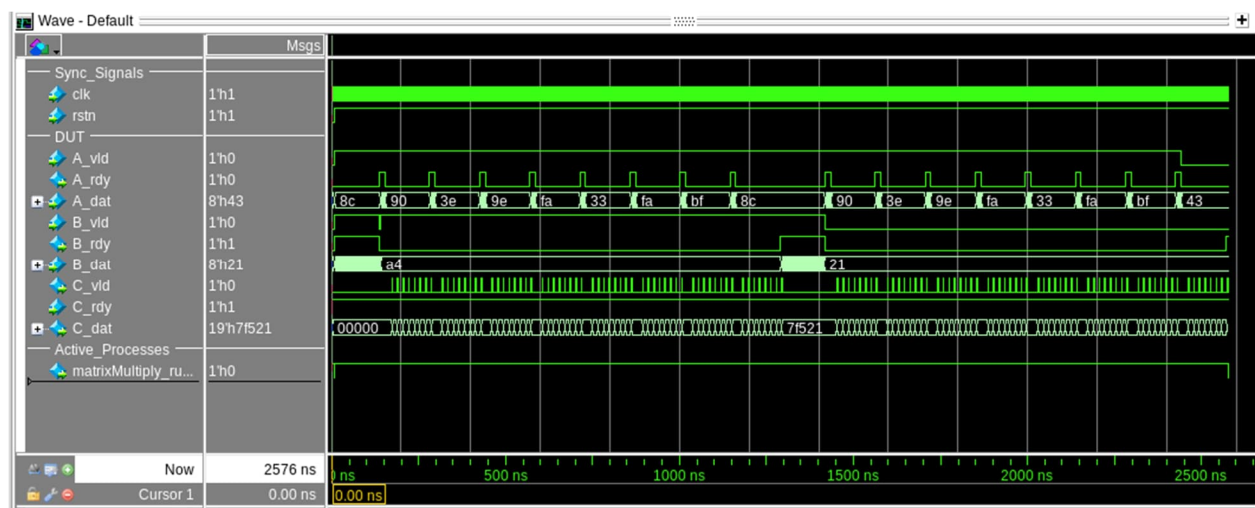 Wave - Default
Msgs
Sync_Signals
clk 1'h1
rstn 1'h1
DUT
A_vld 1'h0
A_rdy 1'h0
A_dat 8'h43 8c 90 3e 9e fa 33 fa bf 8c 90 3e 9e fa 33 fa bf 43
B_vld 1'h0
B_rdy 1'h1
B_dat 8'h21 a4 21
C_vld 1'h0
C_rdy 1'h1
C_dat 19'h7f521 00000 7f521
Active_Processes
matrixMultiply_ru... 1'h0
Now 2576 ns ns 500 ns 1000 ns 1500 ns 2000 ns 2500 ns
Cursor 1 0.00 ns 0.00 ns